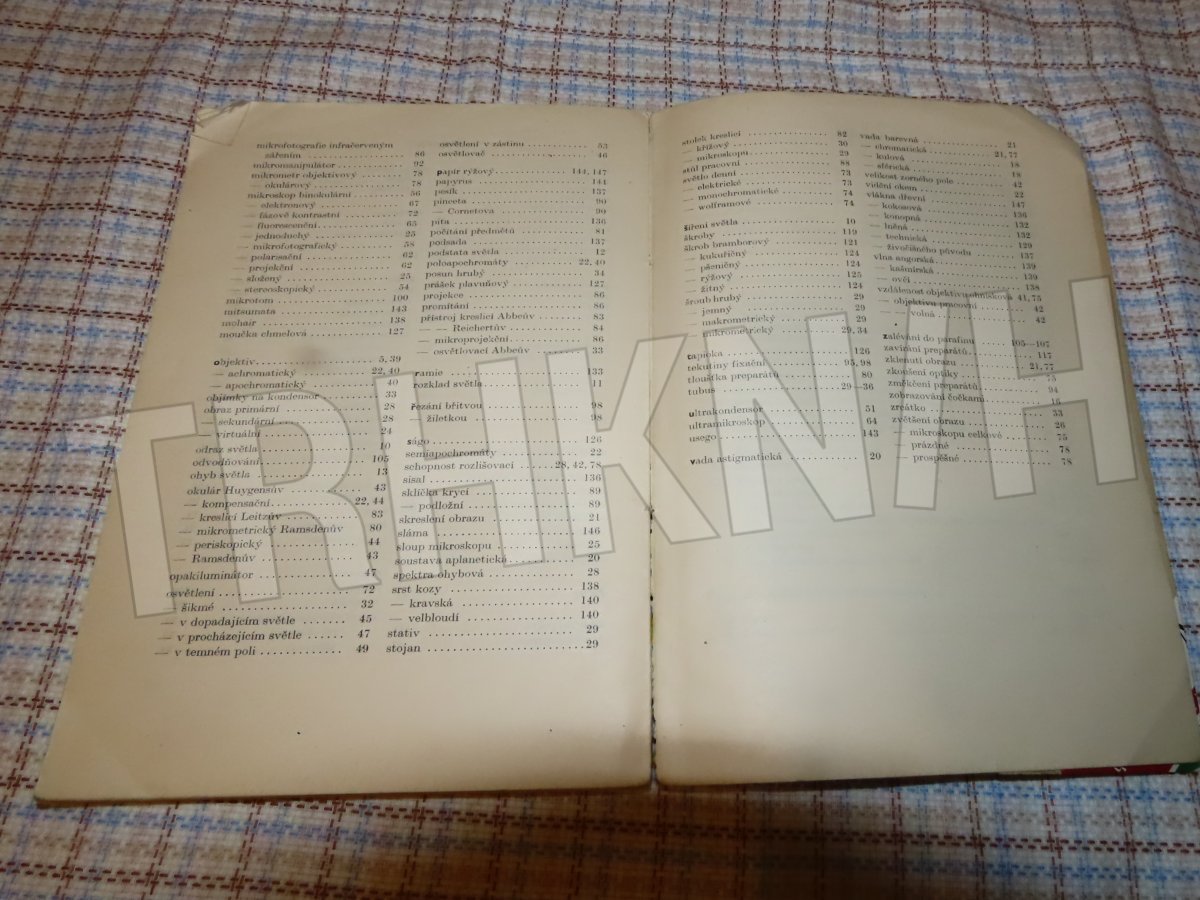 mikrofotografie infračerveným
zářením 86
mikromanipulátor 92
mikrometr objektivový 78
— okulárový 78
mikroskop binokulární 56
— elektronový 67
— fázově kontrastní 72
— fluorescenční 65
— jednoduchý 25
— mikrofotografický 58
— polarisační 62
— projekční 62
— složený 25
— stereoskopický 54
mikrotom 100
mitsumata 143
mohair 138
moučka chmelová 127
objektiv 5, 39
— achromatický 22, 40
— apochromatický 40
objímky na kondensor 33
obraz primární 28
— sekundární 28
— virtuální 24
odraz světla 10
odvodňování 105
ohyb světla 13
okulár Huygensův 43
— kompensační 22, 44
— kreslicí Leitzův 83
— mikrometrický Ramsdenův 80
— periskopický 44
— Ramsdenův 43
opakiluminátor 47
osvětlení 72
— šikmé 32
— v dopadajícím světle 45
— v procházejícím světle 47
— v temném poli 49
osvětlení v zástinu 53
osvětlovač 46
papír rýžový 144, 147
papyrus 144
pesík 137
pinceta 90
— Cornetova 90
pita 136
počítání předmětů 81
podsada 137
podstata světla 12
poloapochromáty 22, 40
posun hrubý 34
prášek plavuňový 127
projekce 86
promítání 86
přístroj kreslicí Abbeův 83
— — Reichertův 84
— mikroprojekční 86
— osvětlovací Abbeův 33
ramie 133
rozklad světla 11
řezání břitvou 98
— žiletkou 98
ságo 126
semiapochromáty 22
schopnost rozlišovací 28, 42, 78
sisal 136
sklíčka krycí 89
— podložní 89
skreslení obrazu 21
sláma 146
sloup mikroskopu 25
soustava aplanetická 20
spektra ohybová 28
srst kozy 138
— kravská 140
— velbloudí 140
stativ 29
stojan 29
stolek kreslicí 82
— křížový 30
— mikroskopu 29
stůl pracovní 88
světlo denní 73
— elektrické 73
— monochromatické 74
— wolframové 74
šíření světla 10
škroby 119
škrob bramborový 121
— kukuřičný 124
— pšeničný 124
— rýžový 125
— žitný 124
šroub hrubý 29
— jemný 29
— makrometrický 29
— mikrometrický 29, 34
tapioka 126
tekutiny fixační 95, 98
tloušťka preparátů 80
tubus 29—36
ultrakondensor 51
ultramikroskop 64
usego 143
vada astigmatická 20
vada barevná 21
— chromatická 21, 77
— kulová 18
— sférická 18
velikost zorného pole 42
vidění okem 22
vlákna dřevní 147
— kokosová 136
— konopná 132
— lněná 132
— technická 129
— živočišného původu 137
vlna angorská 139
— kašmírská 139
— ovčí 138
vzdálenost objektivu ohnisková 41, 75
— objektivu pracovní 42
— volná 42
zalévání do parafinu 105—107
zavírání preparátů 117
zklenutí obrazu 21, 77
zkoušení optiky 75
změkčení preparátů 94
zobrazování čočkami 16
zrcátko 33
zvětšení obrazu 26
— mikroskopu celkové 75
— prázdné 78
— prospěšné 78
TRHKNIH